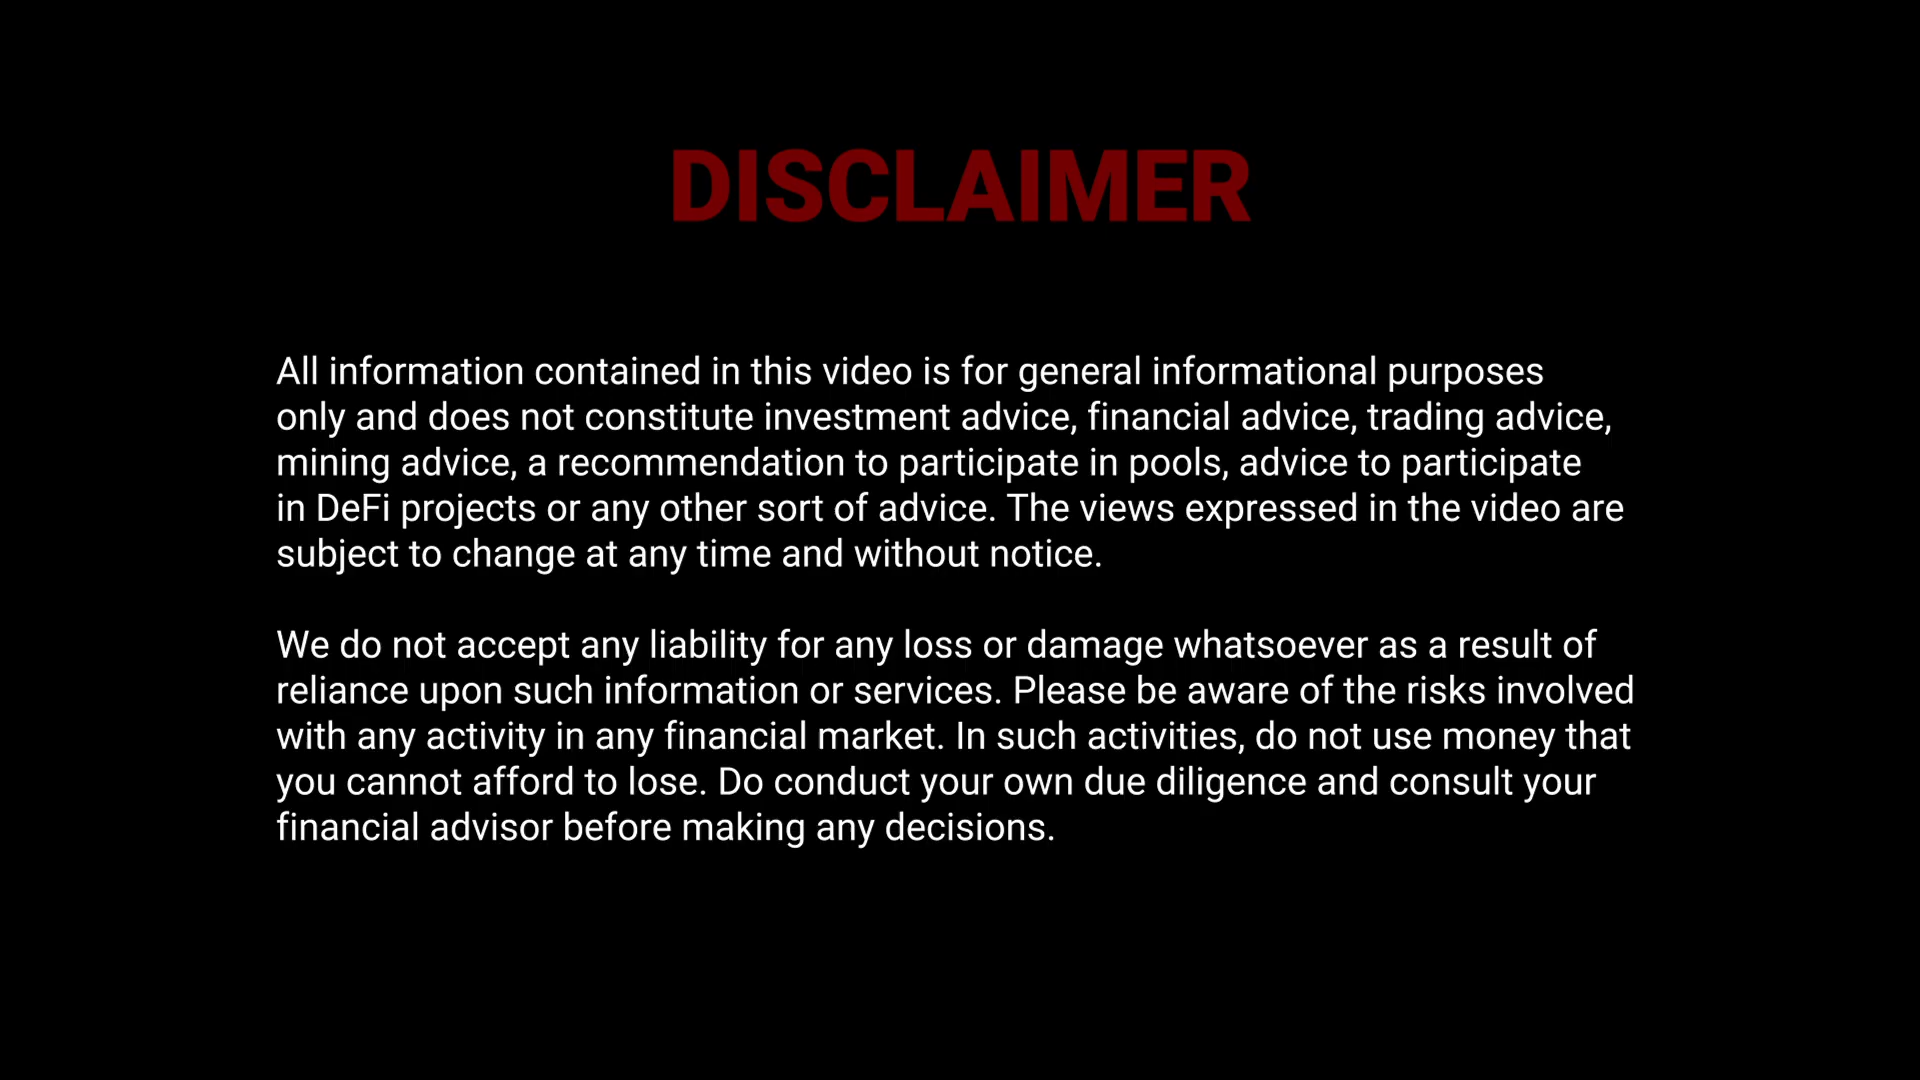 DISCLAIMER
All information contained in this video is for general informational purposes
only and does not constitute investment advice, financial advice, trading advice,
mining advice, a recommendation to participate in pools, advice to participate
in DeFi projects or any other sort of advice. The views expressed in the video are
subject to change at any time and without notice.
We do not accept any liability for any loss or damage whatsoever as a result of
reliance upon such information or services. Please be aware of the risks involved
with any activity in any financial market. In such activities, do not use money that
you cannot afford to lose. Do conduct your own due diligence and consult your
financial advisor before making any decisions.